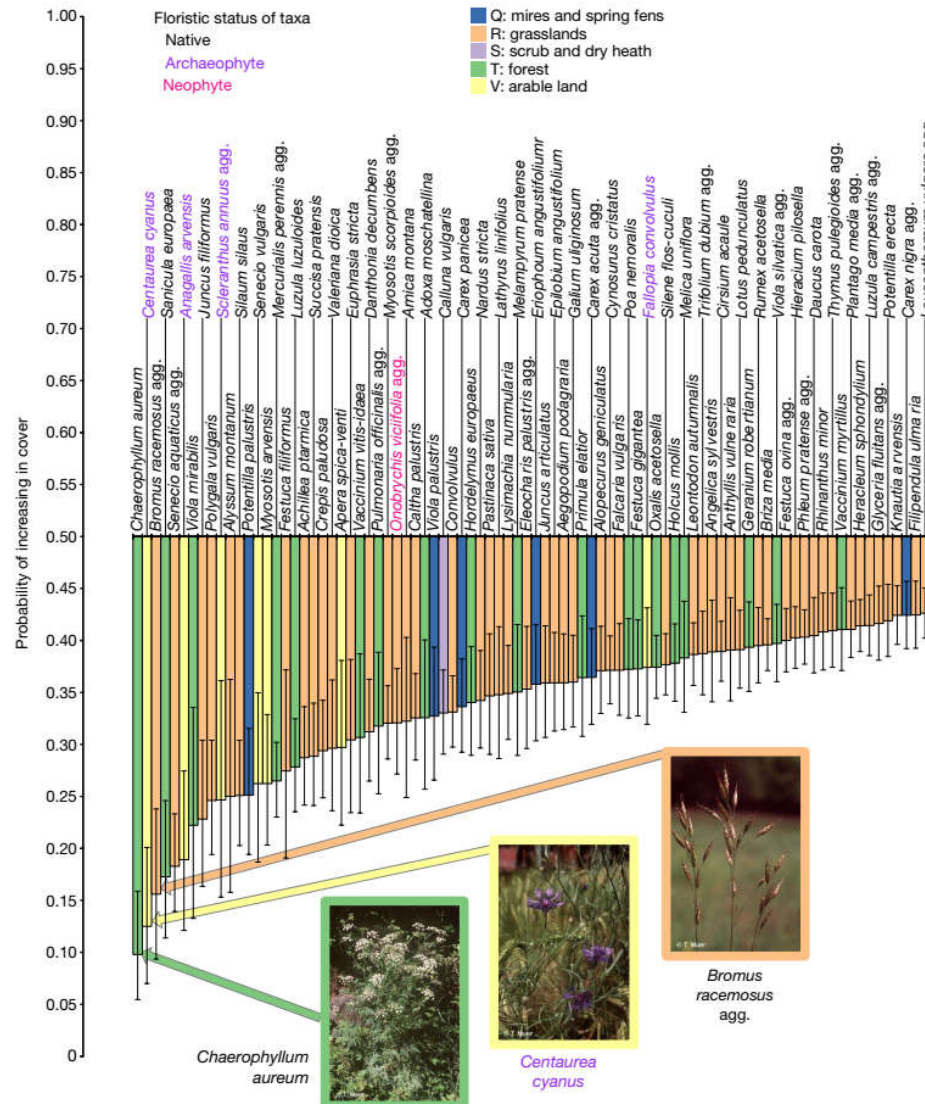 1.00
0.95
0.90
0.85
0.80
0.75
0.70
0.65
0.60
0.55
0.50
0.45
0.40
0.35
0.30
0.25
0.20
0.15
0.10
0.05
0
Probability of increasing in cover
Floristic status of taxa
Native
Archaeophyte
Neophyte
Q: mires and spring fens
R: grasslands
S: scrub and dry heath
T: forest
V: arable land
Chaerophyllum aureum
Centaurea cyanus
Bromus racemosus agg.
Sanicula europaea
Senecio aquaticus agg.
Anagallis arvensis
Viola mirabilis
Juncus filiformus
Polygala vulgaris
Scleranthus annuus agg.
Alyssum montanum
Silaum silaus
Potentilla palustris
Senecio vulgaris
Myosotis arvensis
Mercurialis perennis agg.
Festuca filiformus
Luzula luzuloides
Achillea ptarmica
Succisa pratensis
Crepis paludosa
Valeriana dioica
Apera spica-venti
Euphrasia stricta
Vaccinium vitis-idaea
Danthonia decumbens
Pulmonaria officinalis agg.
Myosotis scorpioides agg.
Onobrychis viciifolia agg.
Arnica montana
Caltha palustris
Adoxa moschatellina
Viola palustris
Calluna vulgaris
Convolvulus
Carex panicea
Hordelymus europaeus
Nardus stricta
Pastinaca sativa
Lathyrus linifolius
Lysimachia nummularia
Melampyrum pratense
Eleocharis palustris agg.
Eriophorum angustifoliumr
Juncus articulatus
Epilobium angustifolium
Aegopodium podagraria
Galium uliginosum
Primula elatior
Carex acuta agg.
Alopecurus geniculatus
Cynosurus cristatus
Falcaria vulgaris
Poa nemoralis
Festuca gigantea
Fallopia convolvulus
Oxalis acetosella
Silene flos-cuculi
Holcus mollis
Melica uniflora
Leontodon autumnalis
Trifolium dubium agg.
Angelica sylvestris
Cirsium acaule
Anthyllis vulneraria
Lotus pedunculatus
Geranium robertianum
Rumex acetosella
Briza media
Viola silvatica agg.
Festuca ovina agg.
Hieracium pilosella
Phleum pratense agg.
Daucus carota
Rhinanthus minor
Thymus pulegioides agg.
Vaccinium myrtillus
Plantago media agg.
Heracleum sphondylium
Luzula campestris agg.
Glyceria fluitans agg.
Potentilla erecta
Knautia arvensis
Carex nigra agg.
Filipendula ulmaria
© T. Muer
Bromus
racemosus
agg.
© T. Muer
Centaurea
cyanus
Chaerophyllum
aureum